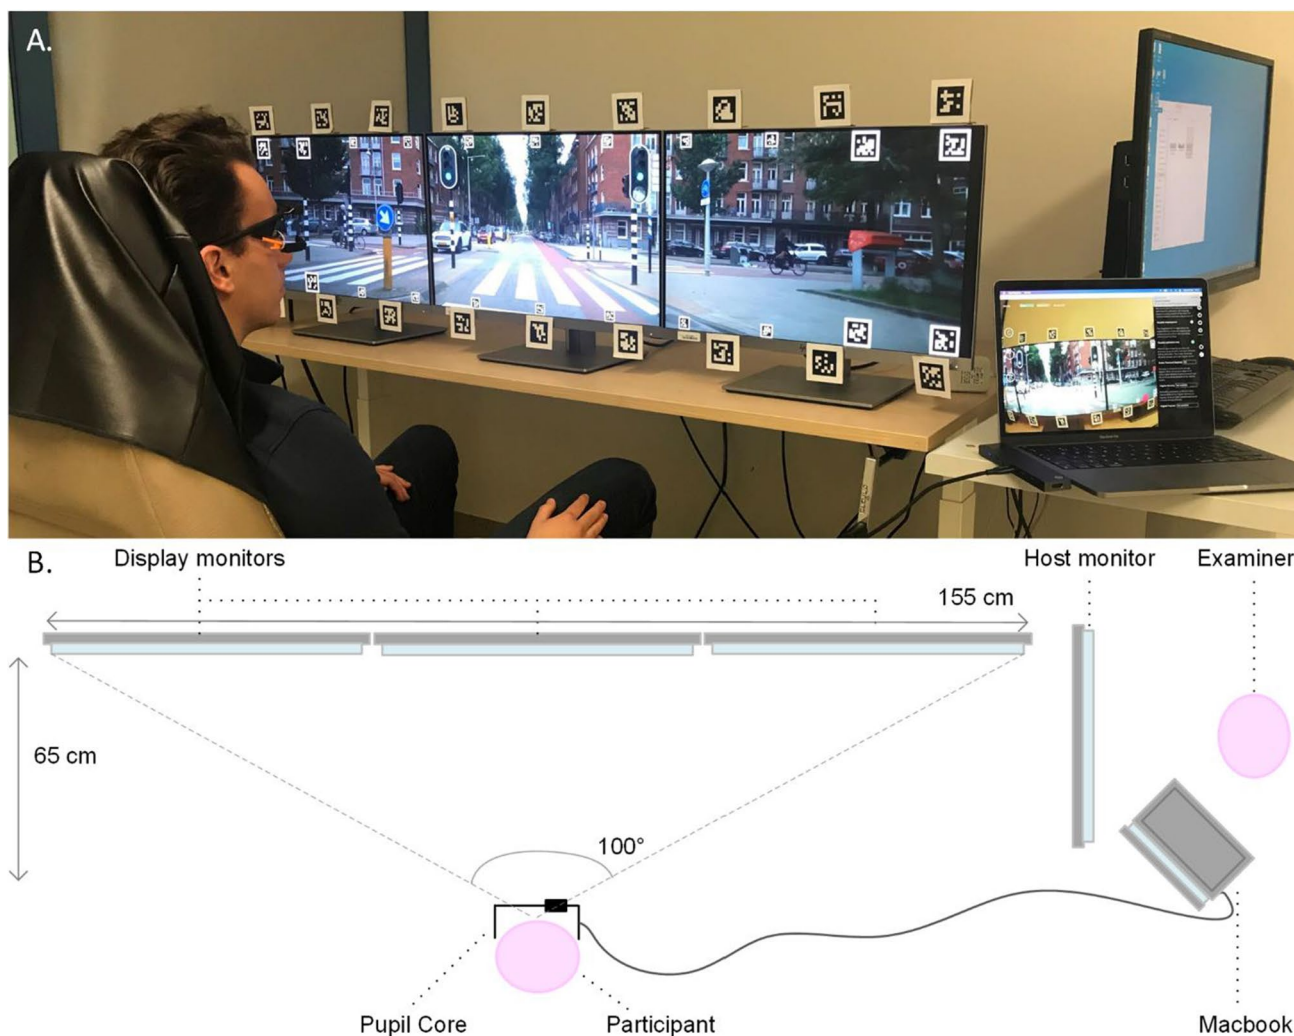 A.
B.
Display monitors
Host monitor
Examiner
155 cm
65 cm
100°
Pupil Core
Participant
Macbook